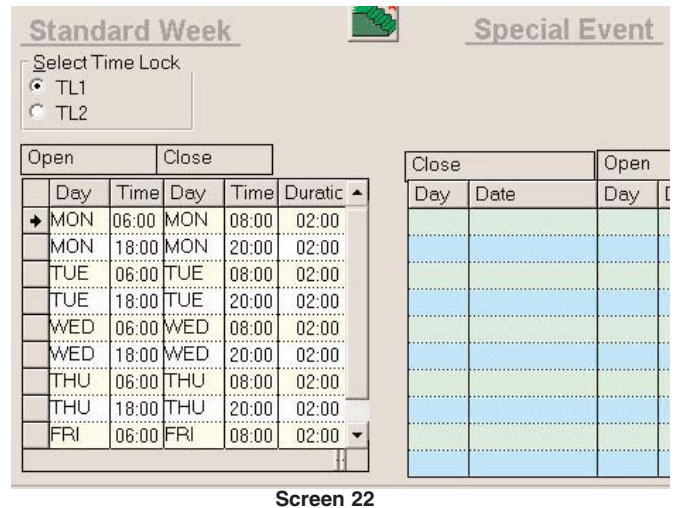 Standard Week
Special Event
Select Time Lock
TL1
TL2
Open Close
Day Time Day Time Duratic
MON 06:00 MON 08:00 02:00
MON 18:00 MON 20:00 02:00
TUE 06:00 TUE 08:00 02:00
TUE 18:00 TUE 20:00 02:00
WED 06:00 WED 08:00 02:00
WED 18:00 WED 20:00 02:00
THU 06:00 THU 08:00 02:00
THU 18:00 THU 20:00 02:00
FRI 06:00 FRI 08:00 02:00
Close Open
Day Date Day
Screen 22